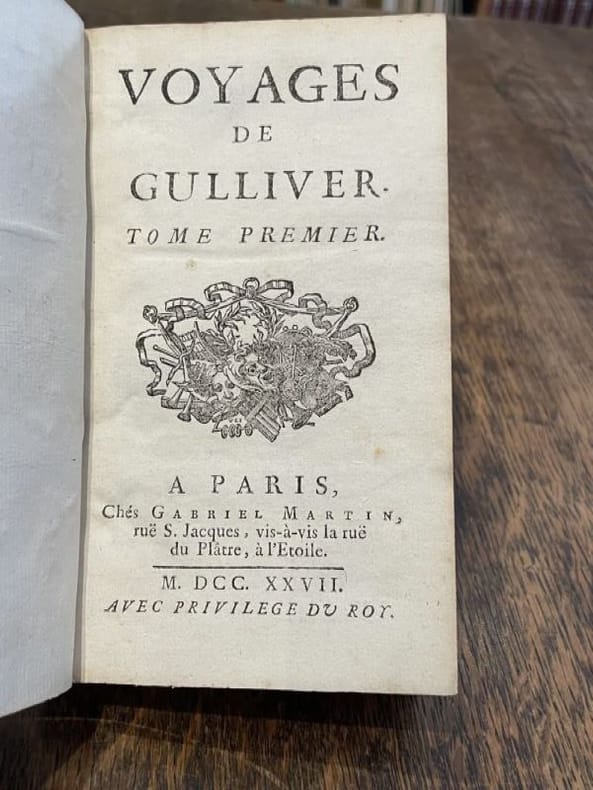 VOYAGES
DE
GULLIVER.
TOME PREMIER.
A PARIS,
Chés GABRIEL MARTIN,
ruë S. Jacques, vis-à-vis la ruë
du Plâtre, à l'Etoile.
M. DCC. XXVII.
AVEC PRIVILEGE DU ROY.